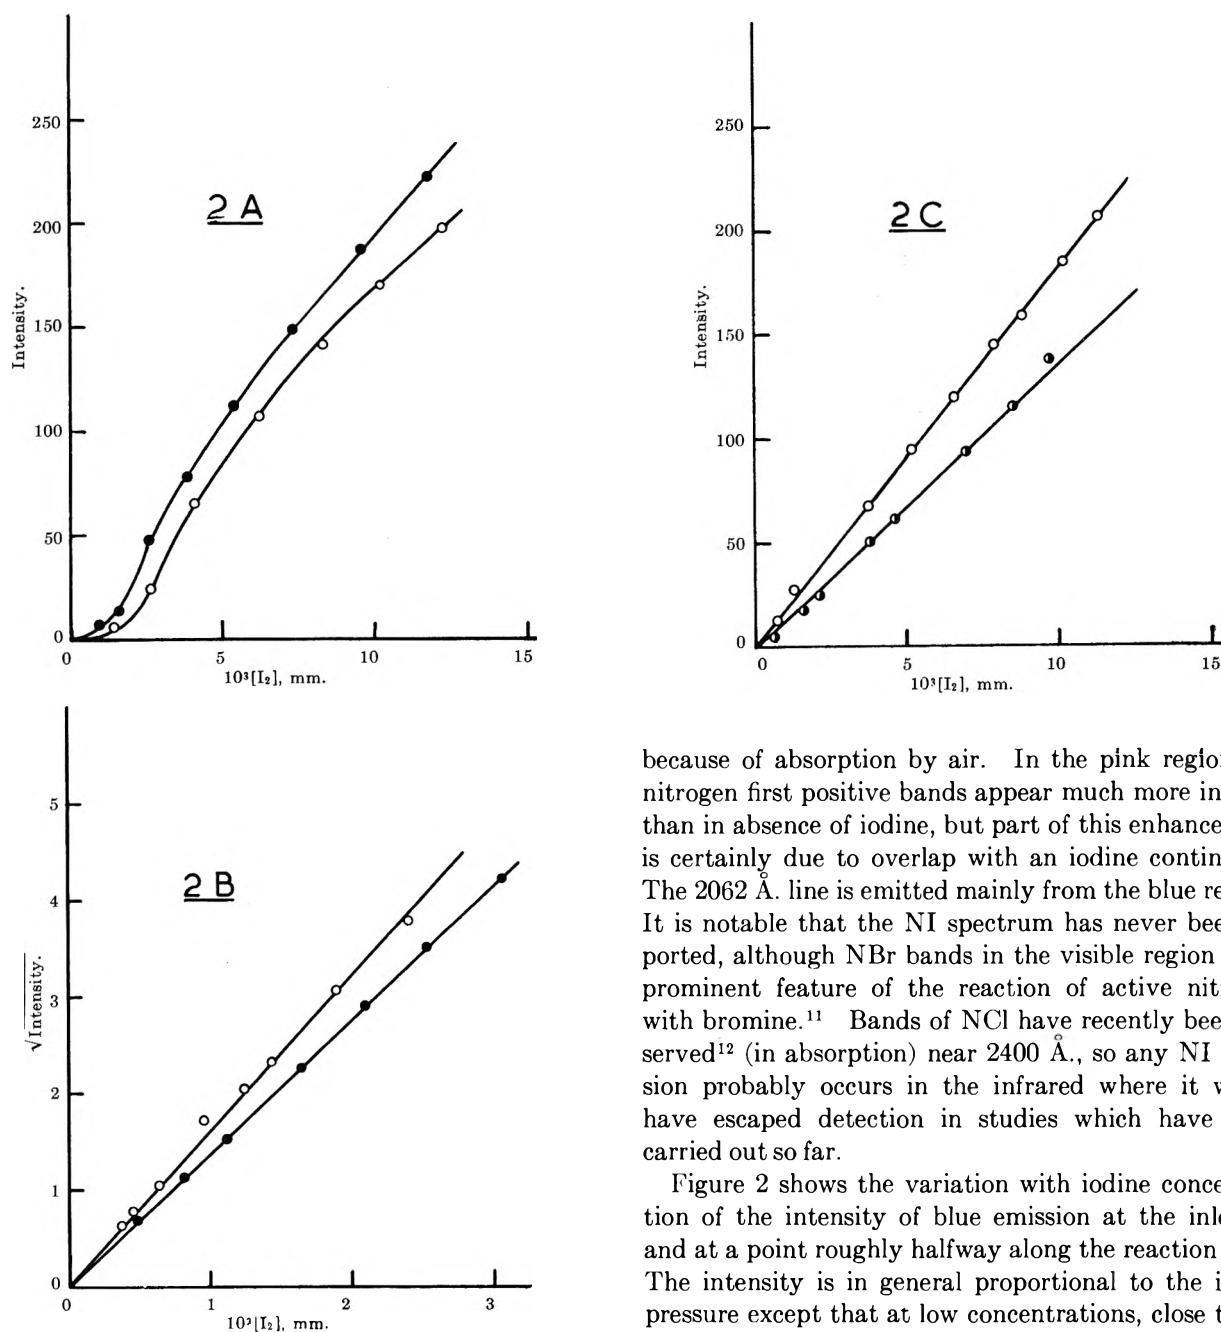 250
200
150
100
50
0
2 A
Intensity.
0 5 10 15
10³[I₂], mm.
250
200
150
100
50
0
2 C
Intensity.
0 5 10 15
10³[I₂], mm.
5
4
3
2
1
0
2 B
√Intensity.
0 1 2 3
10³[I₂], mm.
because of absorption by air. In the pink region
nitrogen first positive bands appear much more in
than in absence of iodine, but part of this enhance
is certainly due to overlap with an iodine contin
The 2062 Å. line is emitted mainly from the blue re
It is notable that the NI spectrum has never bee
ported, although NBr bands in the visible region
prominent feature of the reaction of active nit
with bromine.¹¹ Bands of NCl have recently bee
served¹² (in absorption) near 2400 Å., so any NI
sion probably occurs in the infrared where it w
have escaped detection in studies which have
carried out so far.
Figure 2 shows the variation with iodine conce
tion of the intensity of blue emission at the inl
and at a point roughly halfway along the reaction
The intensity is in general proportional to the i
pressure except that at low concentrations, close t